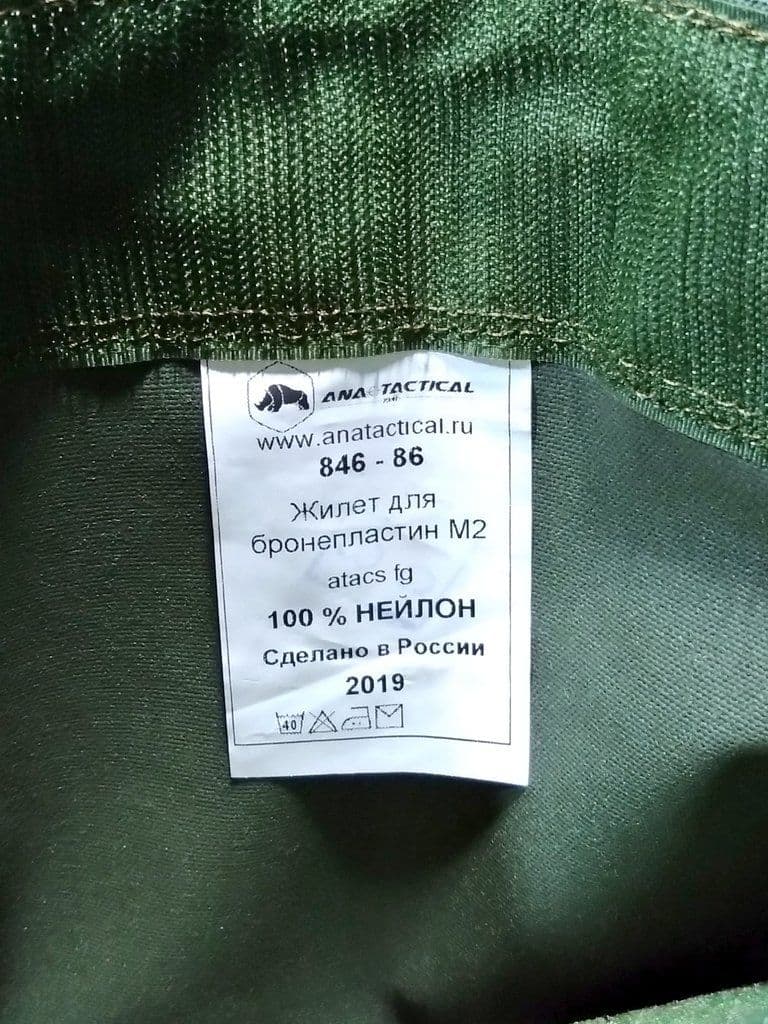 ANA TACTICAL
www.anatactical.ru
846 - 86
Жилет для
бронепластин М2
atacs fg
100 % НЕЙЛОН
Сделано в России
2019
40